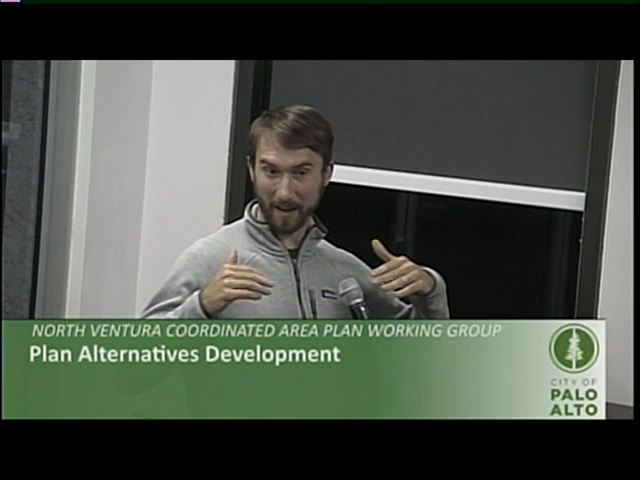 NORTH VENTURA COORDINATED AREA PLAN WORKING GROUP
Plan Alternatives Development
CITY OF
PALO
ALTO